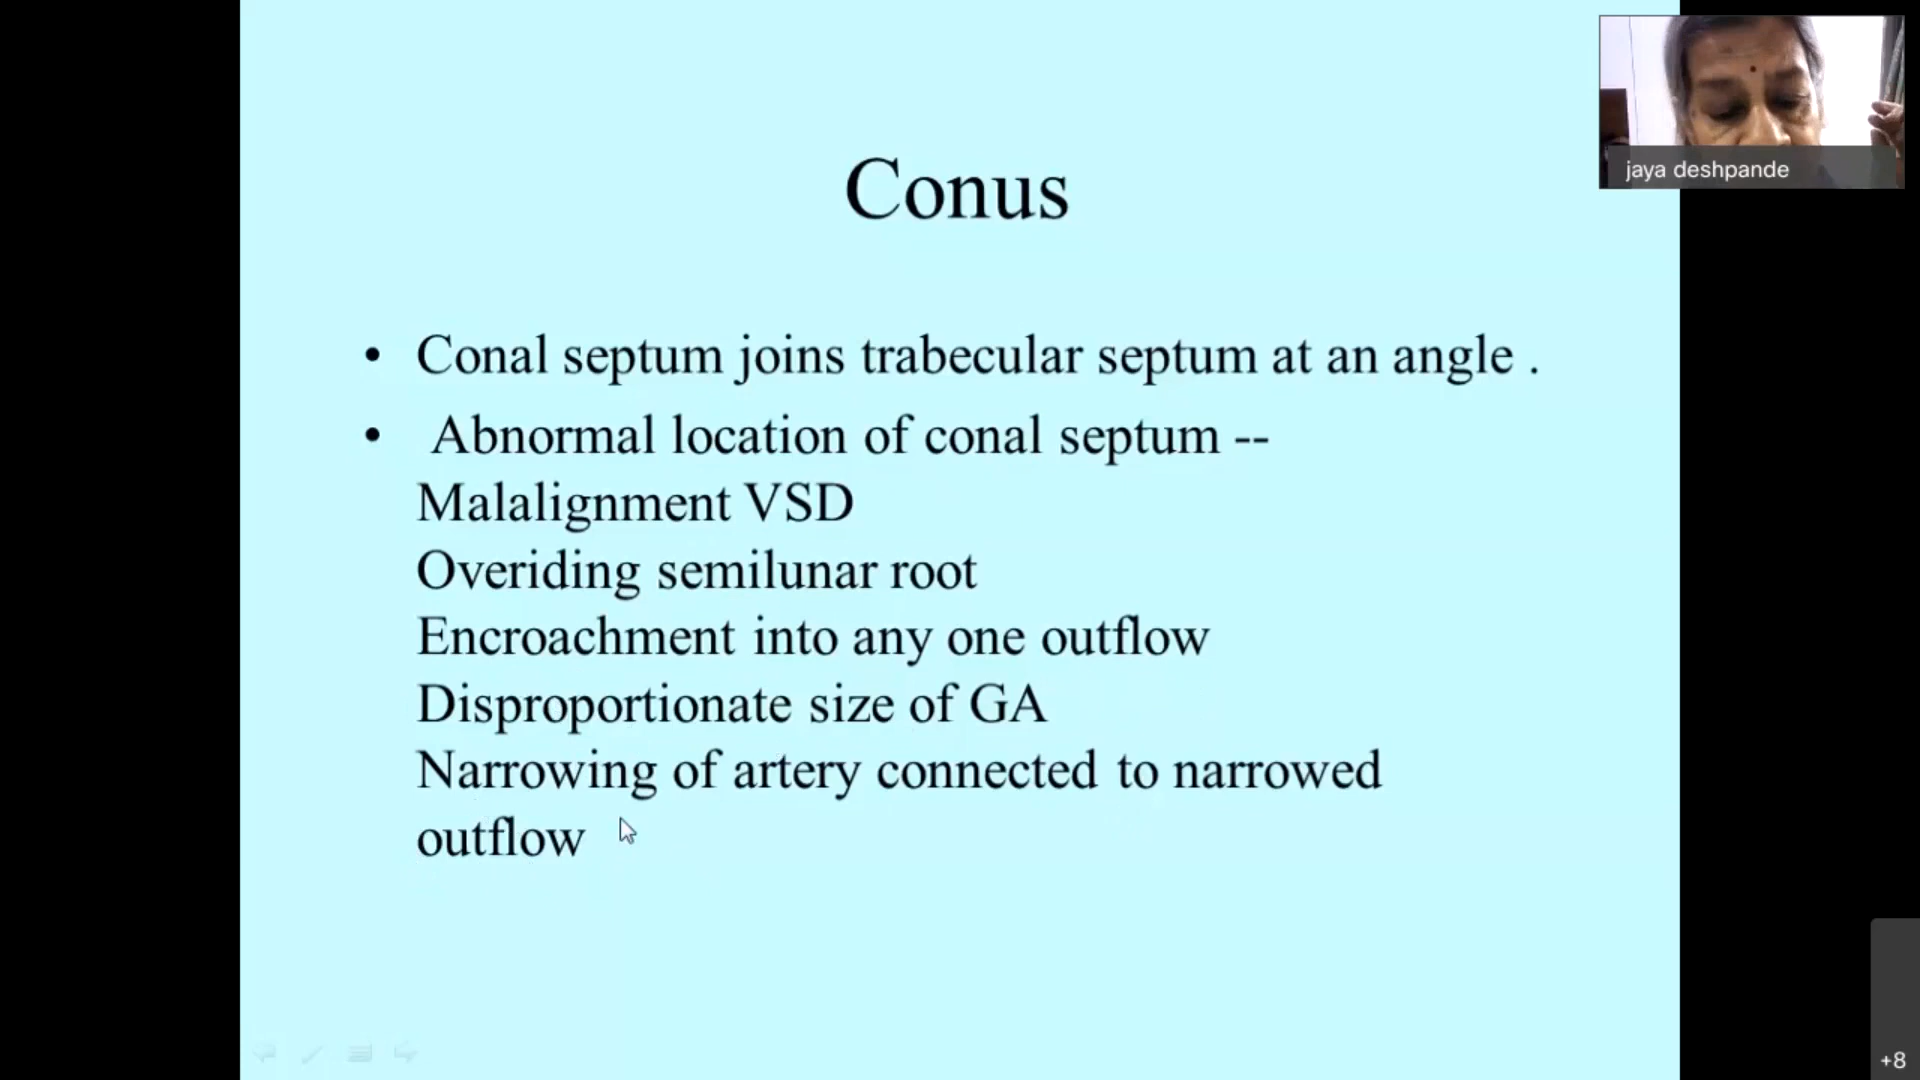 jaya deshpande
Conus
• Conal septum joins trabecular septum at an angle .
• Abnormal location of conal septum --
Malalignment VSD
Overiding semilunar root
Encroachment into any one outflow
Disproportionate size of GA
Narrowing of artery connected to narrowed
outflow
+8